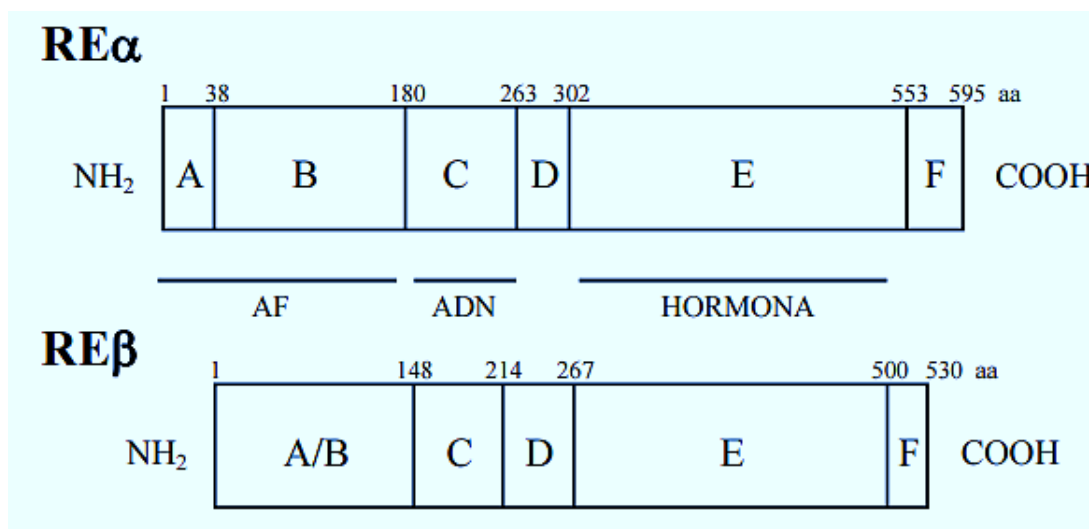 REα
1 38 180 263 302 553 595 aa
NH₂ A B C D E F COOH
AF ADN HORMONA
REβ
1 148 214 267 500 530 aa
NH₂ A/B C D E F COOH